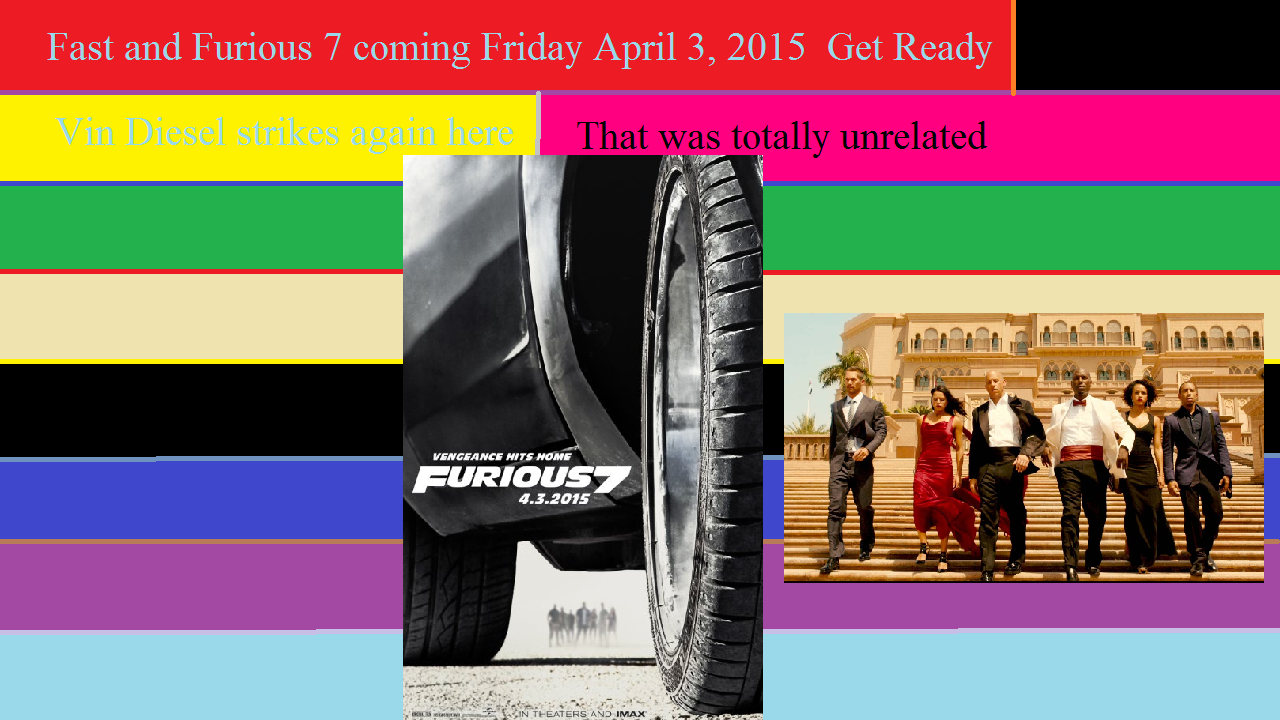 Fast and Furious 7 coming Friday April 3, 2015  Get Ready
Vin Diesel strikes again here
That was totally unrelated
VENGEANCE HITS HOME
FURIOUS7
4.3.2015
IN THEATERS AND IMAX